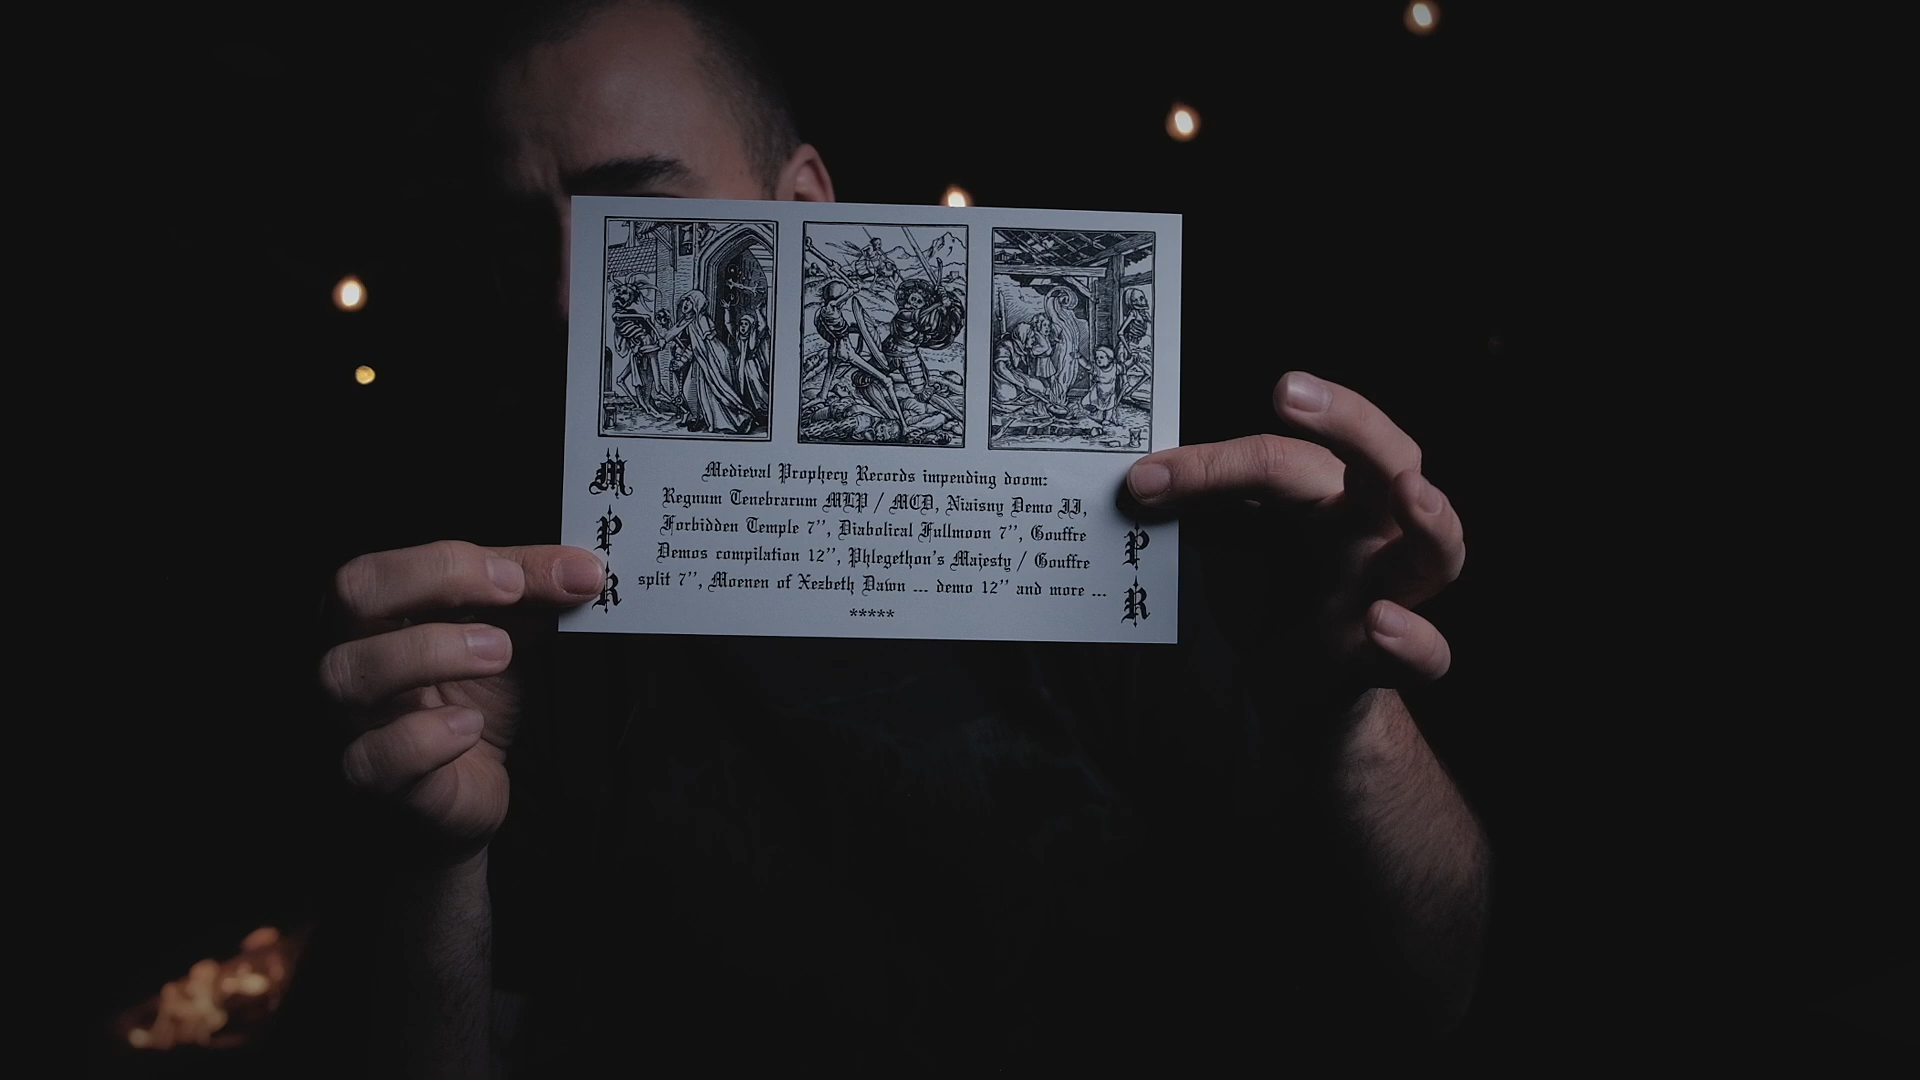 Medieval Prophecy Records impending doom:
Regnum Tenebrarum MLP / MCD, Niaisny Demo II,
Forbidden Temple 7'', Diabolical Fullmoon 7'', Gouffre
Demos compilation 12'', Phlegethon's Majesty / Gouffre
split 7'', Moenen of Xezbeth Dawn ... demo 12'' and more ...
*****
M
P
R
P
R